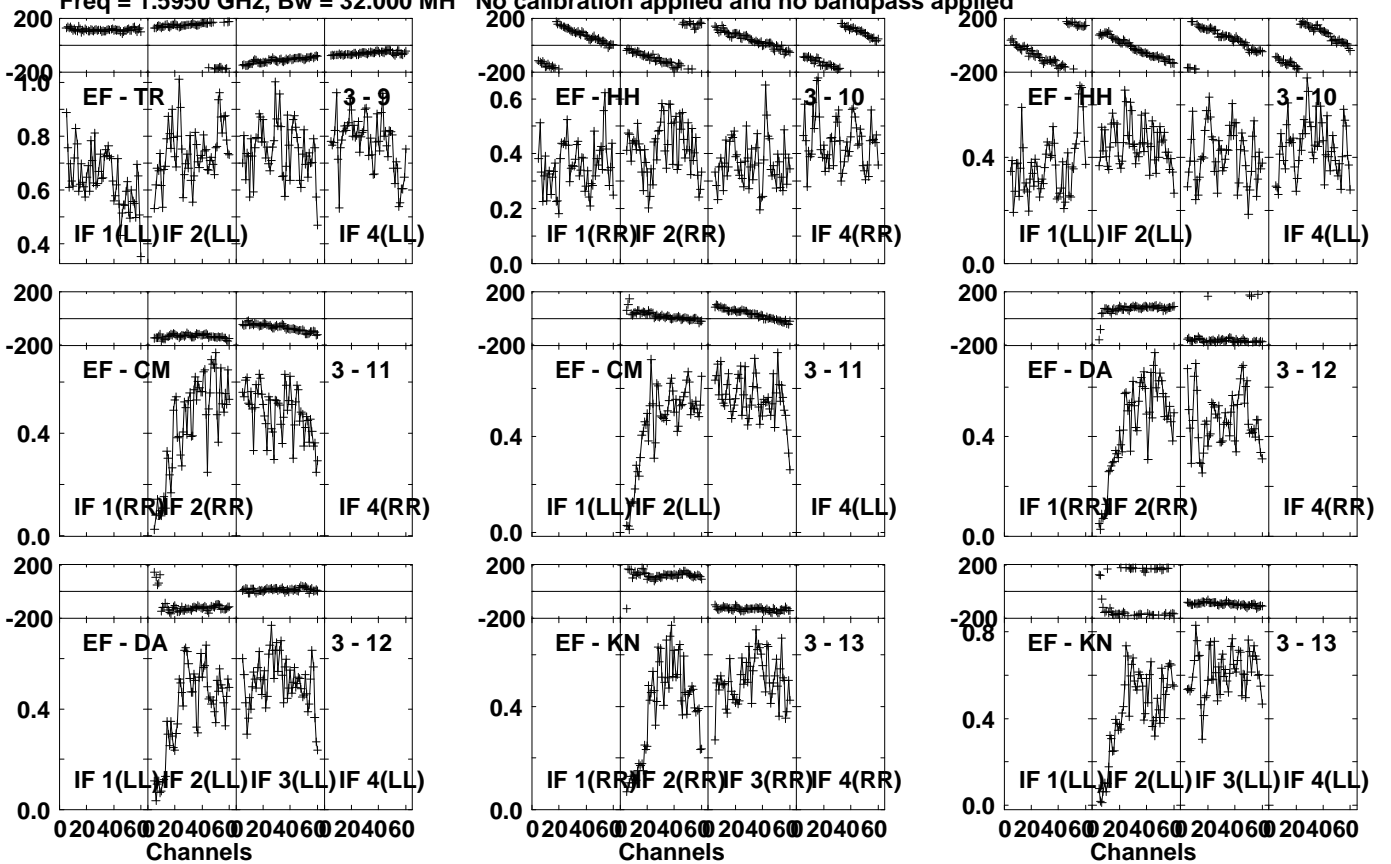 Freq = 1.5950 GHz, Bw = 32.000 MH No calibration applied and no bandpass applied
200 200 200
-200 -200 -200
1.0 EF - TR 3 - 9 0.6 EF - HH 3 - 10 EF - HH 3 - 10
0.8
0.4 0.4
0.6
0.2
0.4 IF 1(LL) IF 2(LL) IF 4(LL) IF 1(RR) IF 2(RR) IF 4(RR) IF 1(LL) IF 2(LL) IF 4(LL)
0.0 0.0
200 200 200
-200 -200 -200
EF - CM 3 - 11 EF - CM 3 - 11 EF - DA 3 - 12
0.4 0.4 0.4
IF 1(RR) IF 2(RR) IF 4(RR) IF 1(LL) IF 2(LL) IF 4(LL) IF 1(RR) IF 2(RR) IF 4(RR)
0.0 0.0 0.0
200 200 200
-200 -200 -200
EF - DA 3 - 12 EF - KN 3 - 13 0.8 EF - KN 3 - 13
0.4 0.4 0.4
IF 1(LL) IF 2(LL) IF 3(LL) IF 4(LL) IF 1(RR) IF 2(RR) IF 3(RR) IF 4(RR) IF 1(LL) IF 2(LL) IF 3(LL) IF 4(LL)
0.0 0.0 0.0
0 20 40 60 0 20 40 60 0 20 40 60 0 20 40 60 0 20 40 60 0 20 40 60 0 20 40 60 0 20 40 60 0 20 40 60 0 20 40 60 0 20 40 60 0 20 40 60
Channels Channels Channels